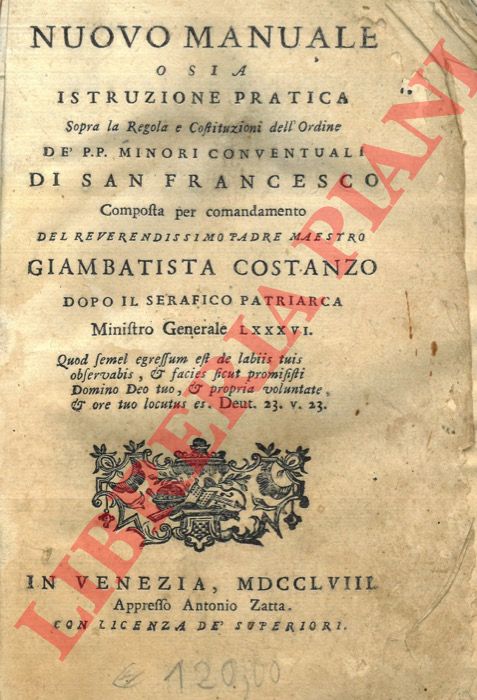 NUOVO MANUALE
O SIA
ISTRUZIONE PRATICA
Sopra la Regola e Coſtituzioni dell'Ordine
DE' P.P. MINORI CONVENTUALI
DI SAN FRANCESCO
Compoſta per comandamento
DEL REVERENDISSIMO PADRE MAESTRO
GIAMBATISTA COSTANZO
DOPO IL SERAFICO PATRIARCA
Miniſtro Generale LXXXVI.
Quod ſemel egreſſum eſt de labiis tuis
obſervabis, & facies ſicut promiſiſti
Domino Deo tuo, & propria voluntate,
& ore tuo locutus es. Deut. 23. v. 23.
IN VENEZIA, MDCCLVIII.
Appreſſo Antonio Zatta.
CON LICENZA DE' SUPERIORI.
€ 120,00
LIBRERIA PIANI